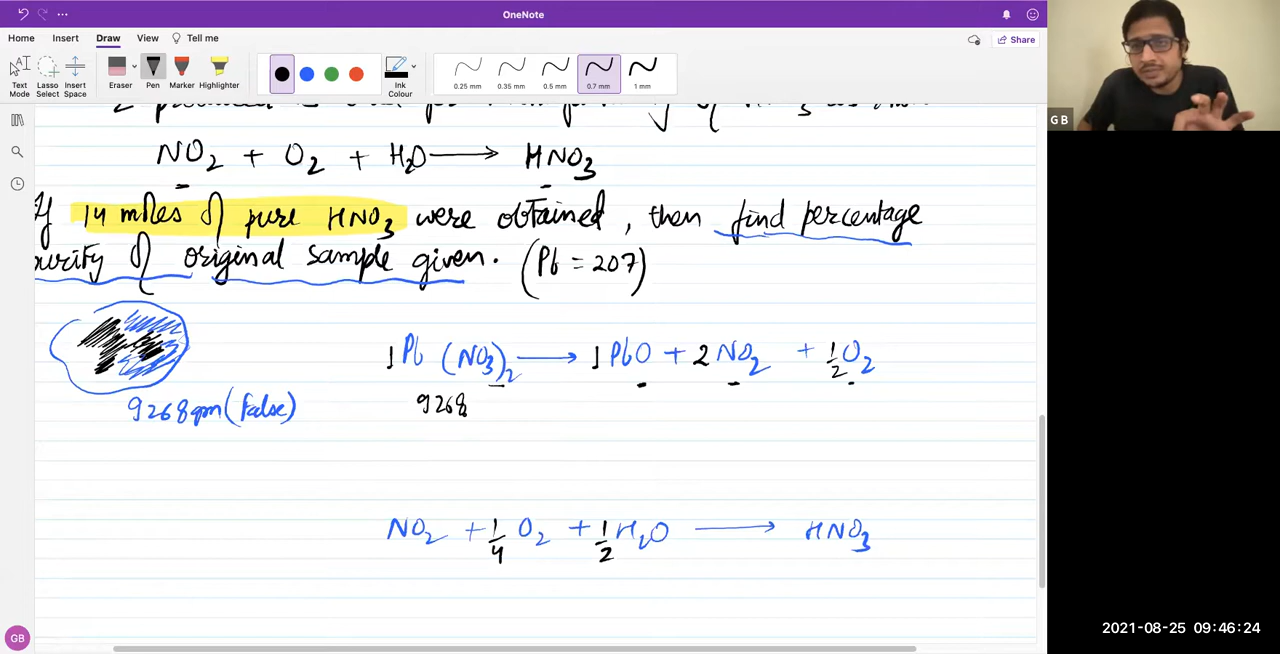 OneNote
Home Insert Draw View Tell me
Share
Text Mode Lasso Select Insert Space Eraser Pen Marker Highlighter Ink Colour
0.25 mm 0.35 mm 0.5 mm 0.7 mm 1 mm
2 produced is
NO2 + O2 + H2O → HNO3
If 14 moles of pure HNO3 were obtained, then find percentage
purity of original sample given. (Pb = 207)
1 Pb (NO3)2 → 1 PbO + 2 NO2 + 1/2 O2
9268 gm (False)
9268
NO2 + 1/4 O2 + 1/2 H2O → HNO3
GB
GB
2021-08-25 09:46:24